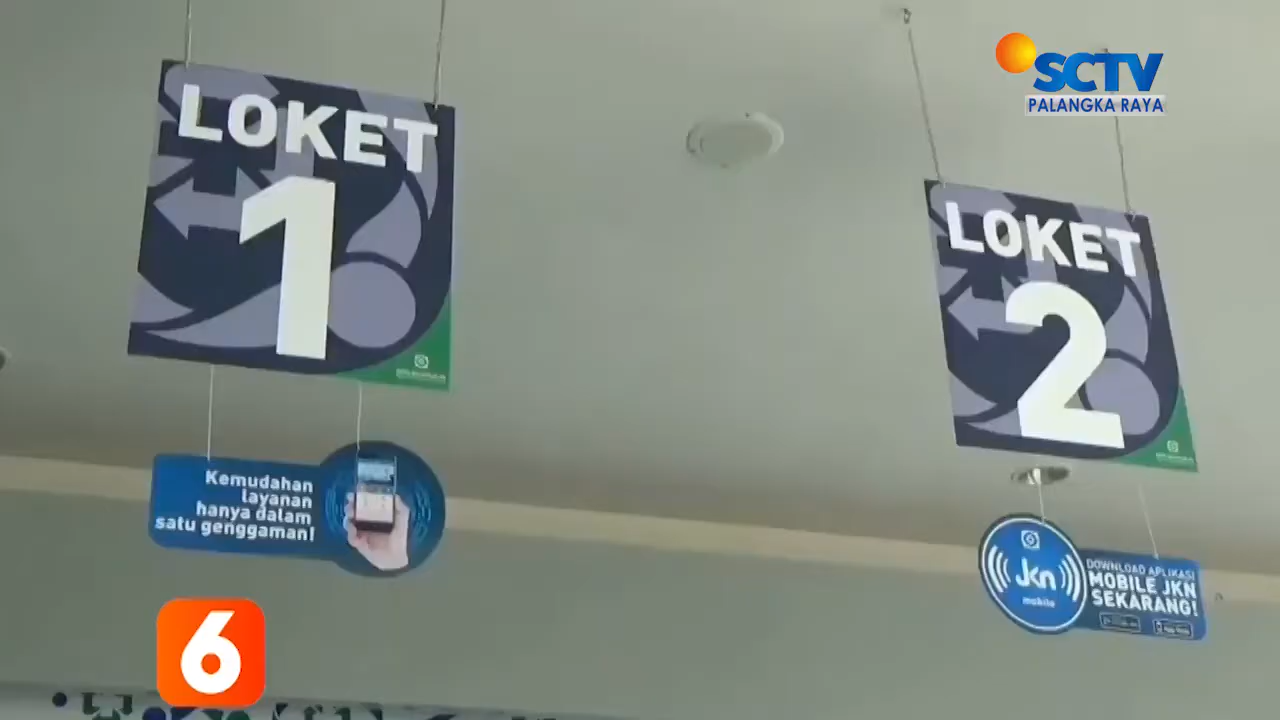 SCTV
PALANGKA RAYA
LOKET
1
LOKET
2
Kemudahan
layanan
hanya dalam
satu genggaman!
JKN
mobile
DOWNLOAD APLIKASI
MOBILE JKN
SEKARANG!
6